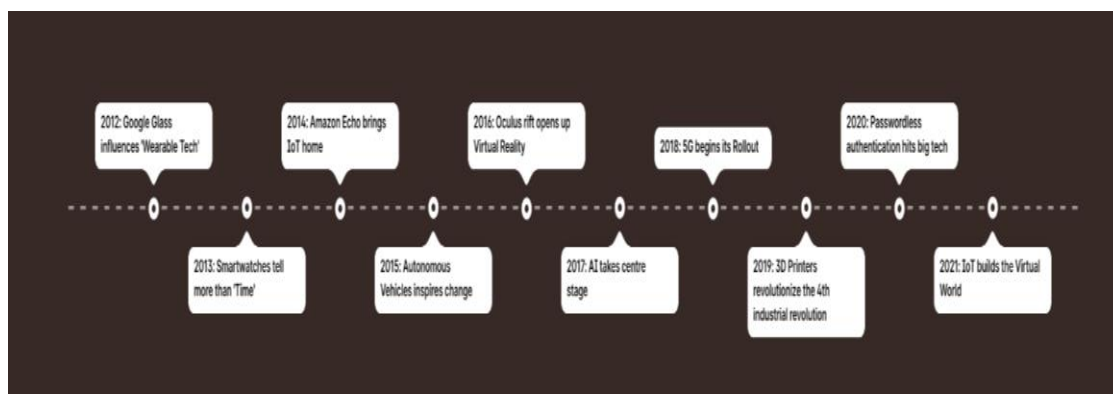 2012: Google Glass
influences 'Wearable Tech'
2013: Smartwatches tell
more than 'Time'
2014: Amazon Echo brings
IoT home
2015: Autonomous
Vehicles inspires change
2016: Oculus rift opens up
Virtual Reality
2017: AI takes centre
stage
2018: 5G begins its Rollout
2019: 3D Printers
revolutionize the 4th
industrial revolution
2020: Passwordless
authentication hits big tech
2021: IoT builds the Virtual
World